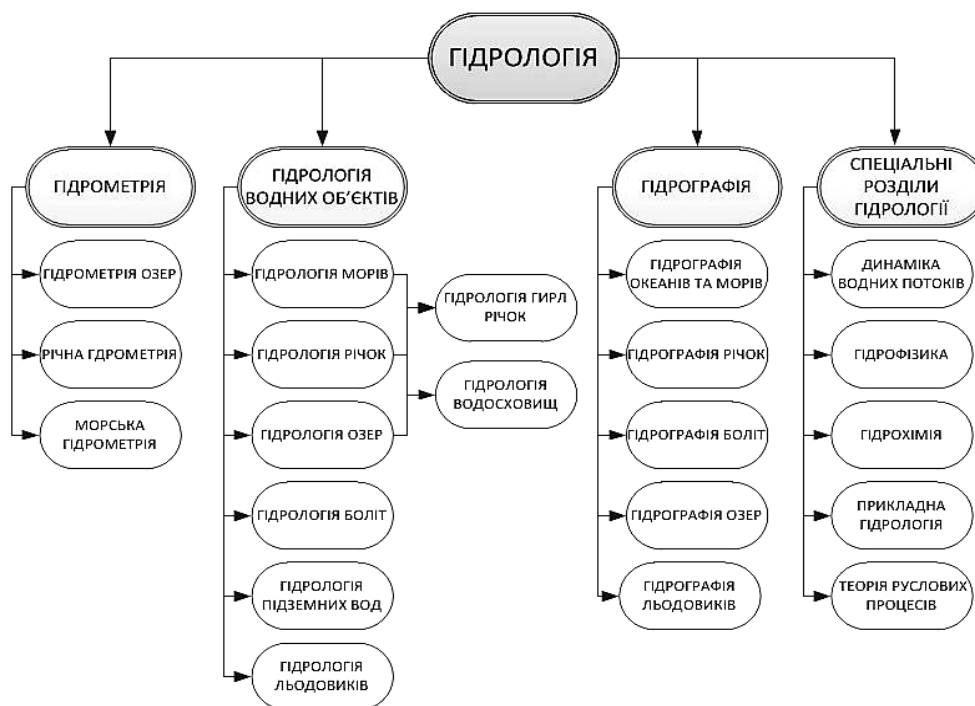 ГІДРОЛОГІЯ
ГІДРОМЕТРІЯ
ГІДРОМЕТРІЯ ОЗЕР
РІЧНА ГДРОМЕТРІЯ
МОРСЬКА
ГІДРОМЕТРІЯ
ГІДРОЛОГІЯ
ВОДНИХ ОБ’ЄКТІВ
ГІДРОЛОГІЯ МОРІВ
ГІДРОЛОГІЯ РІЧОК
ГІДРОЛОГІЯ ОЗЕР
ГІДРОЛОГІЯ БОЛІТ
ГІДРОЛОГІЯ
ПІДЗЕМНИХ ВОД
ГІДРОЛОГІЯ
ЛЬОДОВИКІВ
ГІДРОЛОГІЯ ГИРЛ
РІЧОК
ГІДРОЛОГІЯ
ВОДОСХОВИЩ
ГІДРОГРАФІЯ
ГІДРОГРАФІЯ
ОКЕАНІВ ТА МОРІВ
ГІДРОГРАФІЯ РІЧОК
ГІДРОГРАФІЯ БОЛІТ
ГІДРОГРАФІЯ ОЗЕР
ГІДРОГРАФІЯ
ЛЬОДОВИКІВ
СПЕЦІАЛЬНІ
РОЗДІЛИ
ГІДРОЛОГІЇ
ДИНАМІКА
ВОДНИХ ПОТОКІВ
ГІДРОФІЗИКА
ГІДРОХІМІЯ
ПРИКЛАДНА
ГІДРОЛОГІЯ
ТЕОРІЯ РУСЛОВИХ
ПРОЦЕСІВ